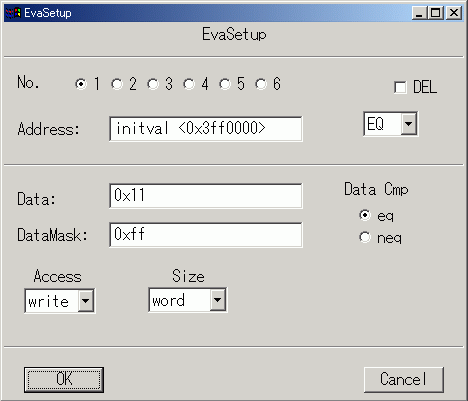 EvaSetup
EvaSetup
No. 1 2 3 4 5 6 DEL
Address: initval <0x3ff0000> EQ
Data: 0x11 Data Cmp
eq
DataMask: 0xff neq
Access Size
write word
OK Cancel